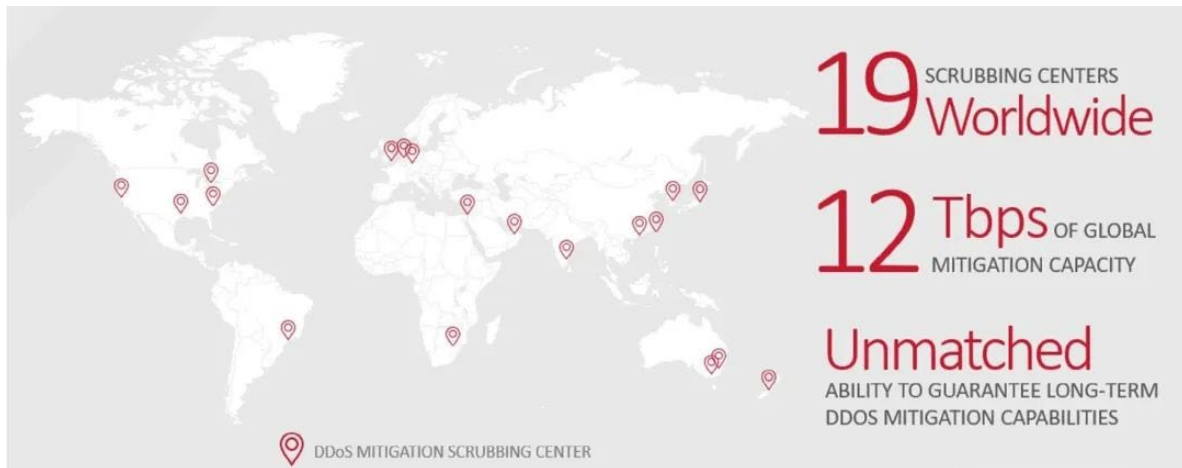 19 SCRUBBING CENTERS
Worldwide
12 Tbps OF GLOBAL
MITIGATION CAPACITY
Unmatched
ABILITY TO GUARANTEE LONG-TERM
DDOS MITIGATION CAPABILITIES
DDoS MITIGATION SCRUBBING CENTER